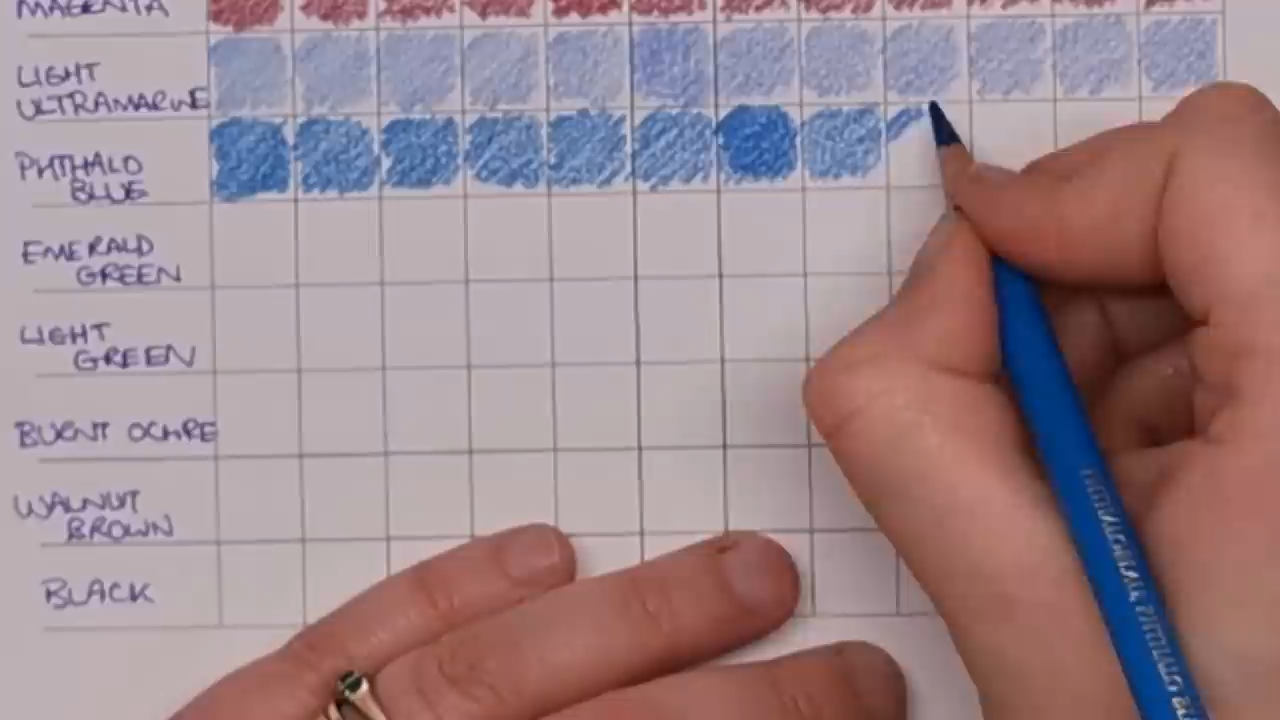 MAGENTA
LIGHT
ULTRAMARINE
PHTHALO
BLUE
EMERALD
GREEN
LIGHT
GREEN
BURNT OCHRE
WALNUT
BROWN
BLACK